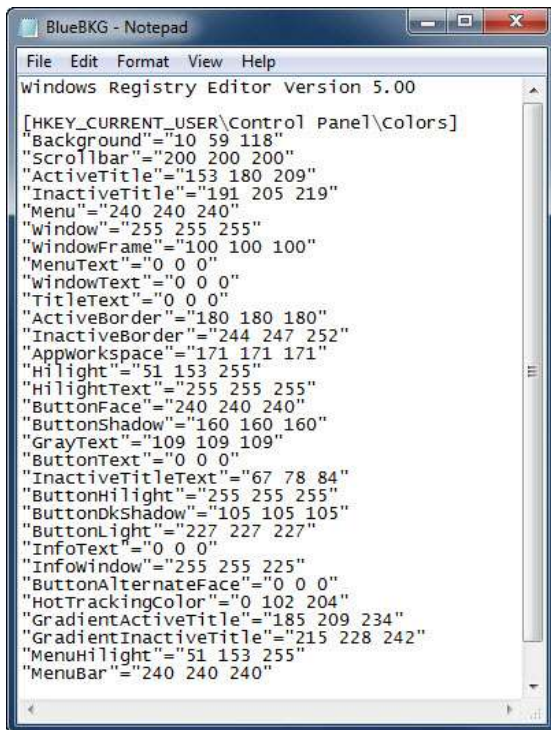 BlueBKG - Notepad
File Edit Format View Help
Windows Registry Editor Version 5.00
[HKEY_CURRENT_USER\Control Panel\Colors]
"Background"="10 59 118"
"Scrollbar"="200 200 200"
"ActiveTitle"="153 180 209"
"InactiveTitle"="191 205 219"
"Menu"="240 240 240"
"Window"="255 255 255"
"WindowFrame"="100 100 100"
"MenuText"="0 0 0"
"WindowText"="0 0 0"
"TitleText"="0 0 0"
"ActiveBorder"="180 180 180"
"InactiveBorder"="244 247 252"
"AppWorkspace"="171 171 171"
"Hilight"="51 153 255"
"HilightText"="255 255 255"
"ButtonFace"="240 240 240"
"ButtonShadow"="160 160 160"
"GrayText"="109 109 109"
"ButtonText"="0 0 0"
"InactiveTitleText"="67 78 84"
"ButtonHilight"="255 255 255"
"ButtonDkShadow"="105 105 105"
"ButtonLight"="227 227 227"
"InfoText"="0 0 0"
"InfoWindow"="255 255 225"
"ButtonAlternateFace"="0 0 0"
"HotTrackingColor"="0 102 204"
"GradientActiveTitle"="185 209 234"
"GradientInactiveTitle"="215 228 242"
"MenuHilight"="51 153 255"
"MenuBar"="240 240 240"